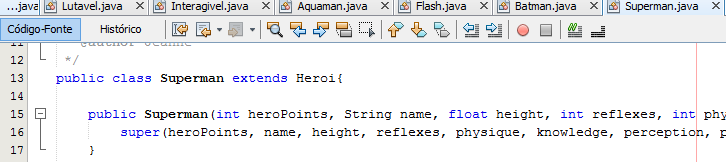 ...java Lutavel.java Interagivel.java Aquaman.java Flash.java Batman.java Superman.java
Código-Fonte Histórico
11
12 */
13 public class Superman extends Heroi{
14
15 public Superman(int heroPoints, String name, float height, int reflexes, int phy
16 super(heroPoints, name, height, reflexes, physique, knowledge, perception, p
17 }